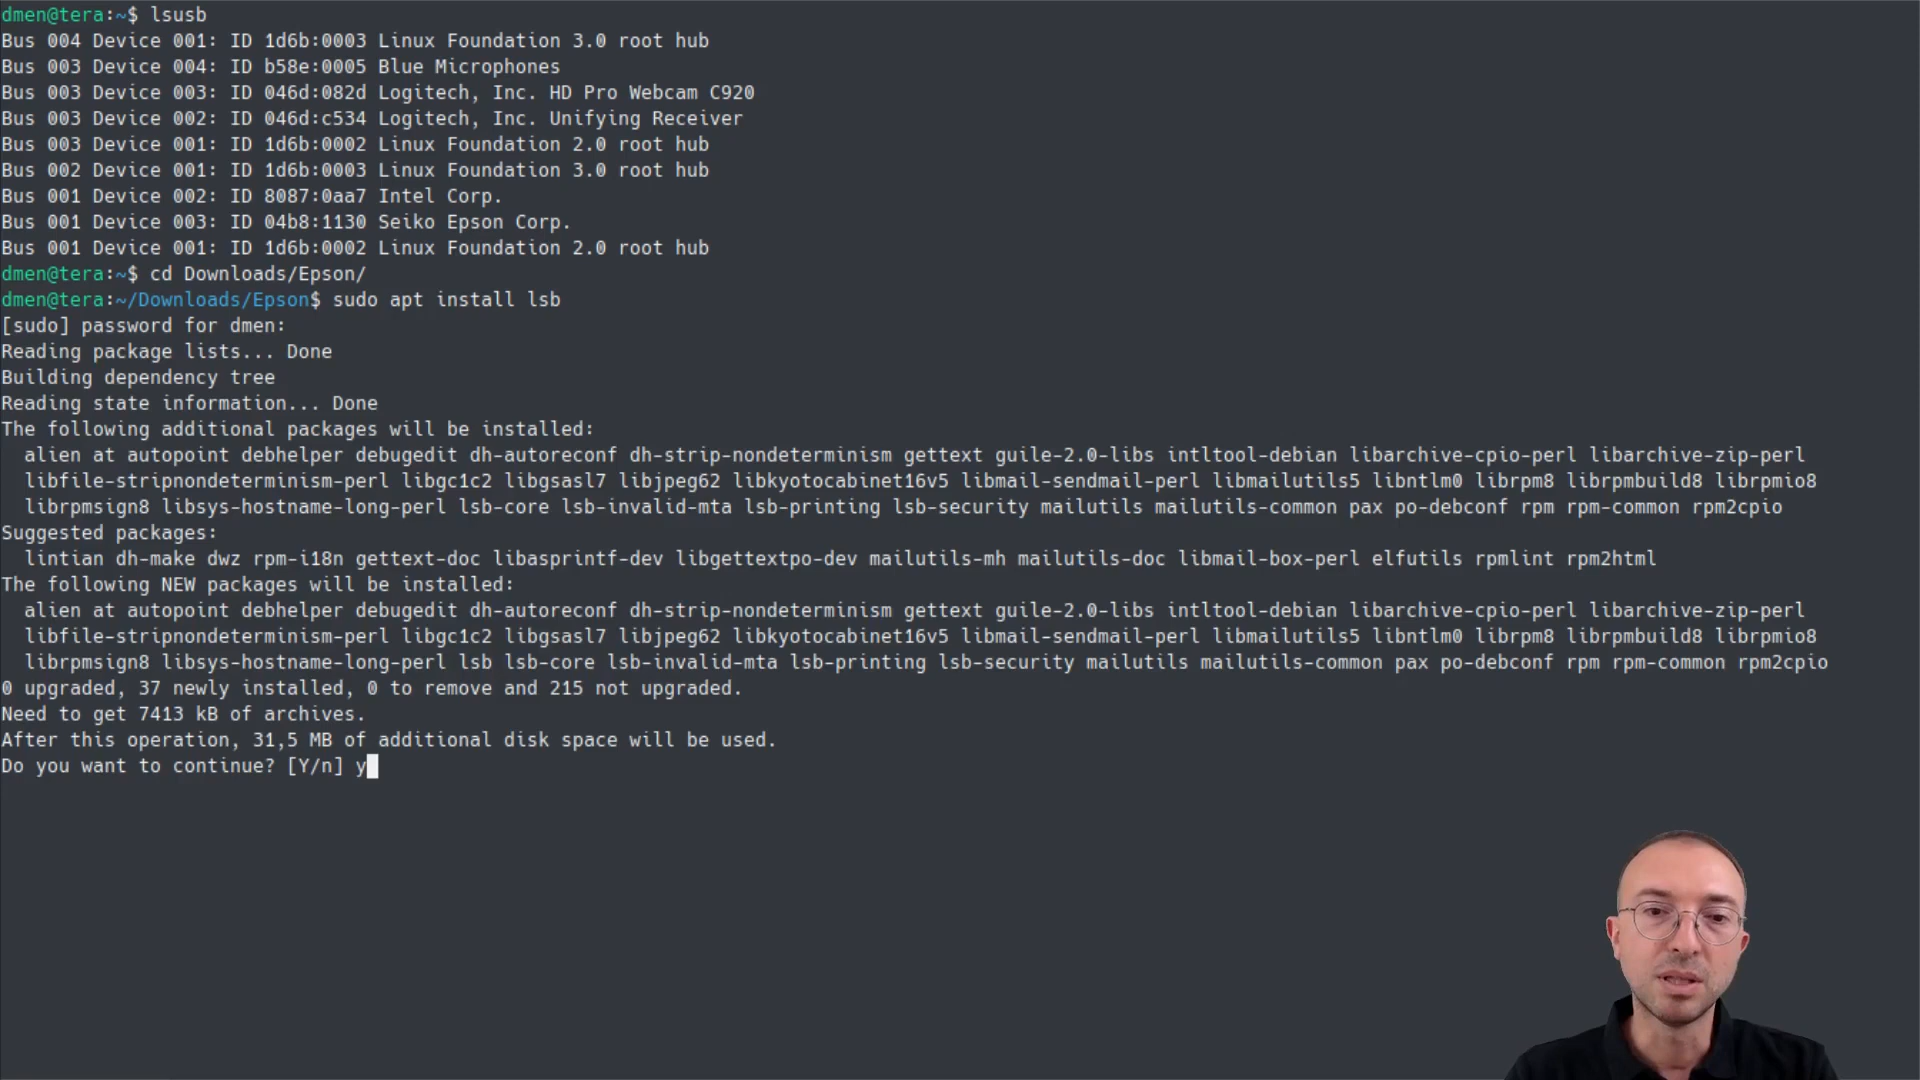 dmen@tera:~$ lsusb
Bus 004 Device 001: ID 1d6b:0003 Linux Foundation 3.0 root hub
Bus 003 Device 004: ID b58e:0005 Blue Microphones
Bus 003 Device 003: ID 046d:082d Logitech, Inc. HD Pro Webcam C920
Bus 003 Device 002: ID 046d:c534 Logitech, Inc. Unifying Receiver
Bus 003 Device 001: ID 1d6b:0002 Linux Foundation 2.0 root hub
Bus 002 Device 001: ID 1d6b:0003 Linux Foundation 3.0 root hub
Bus 001 Device 002: ID 8087:0aa7 Intel Corp.
Bus 001 Device 003: ID 04b8:1130 Seiko Epson Corp.
Bus 001 Device 001: ID 1d6b:0002 Linux Foundation 2.0 root hub
dmen@tera:~$ cd Downloads/Epson/
dmen@tera:~/Downloads/Epson$ sudo apt install lsb
[sudo] password for dmen:
Reading package lists... Done
Building dependency tree
Reading state information... Done
The following additional packages will be installed:
  alien at autopoint debhelper debugedit dh-autoreconf dh-strip-nondeterminism gettext guile-2.0-libs intltool-debian libarchive-cpio-perl libarchive-zip-perl
  libfile-stripnondeterminism-perl libgc1c2 libgsasl7 libjpeg62 libkyotocabinet16v5 libmail-sendmail-perl libmailutils5 libntlm0 librpm8 librpmbuild8 librpmio8
  librpmsign8 libsys-hostname-long-perl lsb-core lsb-invalid-mta lsb-printing lsb-security mailutils mailutils-common pax po-debconf rpm rpm-common rpm2cpio
Suggested packages:
  lintian dh-make dwz rpm-i18n gettext-doc libasprintf-dev libgettextpo-dev mailutils-mh mailutils-doc libmail-box-perl elfutils rpmlint rpm2html
The following NEW packages will be installed:
  alien at autopoint debhelper debugedit dh-autoreconf dh-strip-nondeterminism gettext guile-2.0-libs intltool-debian libarchive-cpio-perl libarchive-zip-perl
  libfile-stripnondeterminism-perl libgc1c2 libgsasl7 libjpeg62 libkyotocabinet16v5 libmail-sendmail-perl libmailutils5 libntlm0 librpm8 librpmbuild8 librpmio8
  librpmsign8 libsys-hostname-long-perl lsb lsb-core lsb-invalid-mta lsb-printing lsb-security mailutils mailutils-common pax po-debconf rpm rpm-common rpm2cpio
0 upgraded, 37 newly installed, 0 to remove and 215 not upgraded.
Need to get 7413 kB of archives.
After this operation, 31,5 MB of additional disk space will be used.
Do you want to continue? [Y/n] y